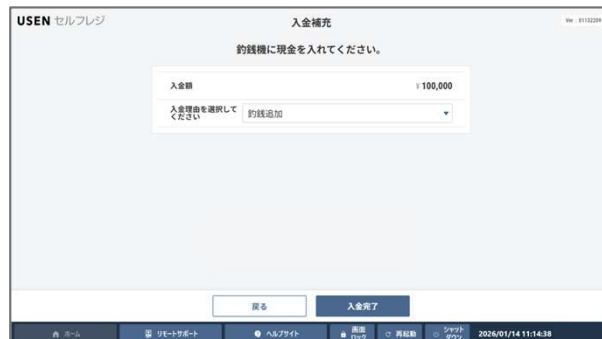 USEN セルフレジ
入金補充
Ver : 01132209
釣銭機に現金を入れてください。
入金額
¥ 100,000
入金理由を選択して
ください
釣銭追加
戻る
入金完了
ホーム
リモートサポート
ヘルプサイト
画面
ロック
再起動
シャット
ダウン
2026/01/14 11:14:38